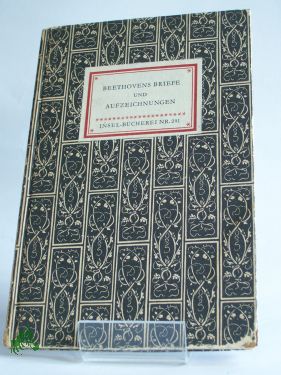 BEETHOVENS BRIEFE
UND
AUFZEICHNUNGEN
INSEL-BÜCHEREI NR. 241